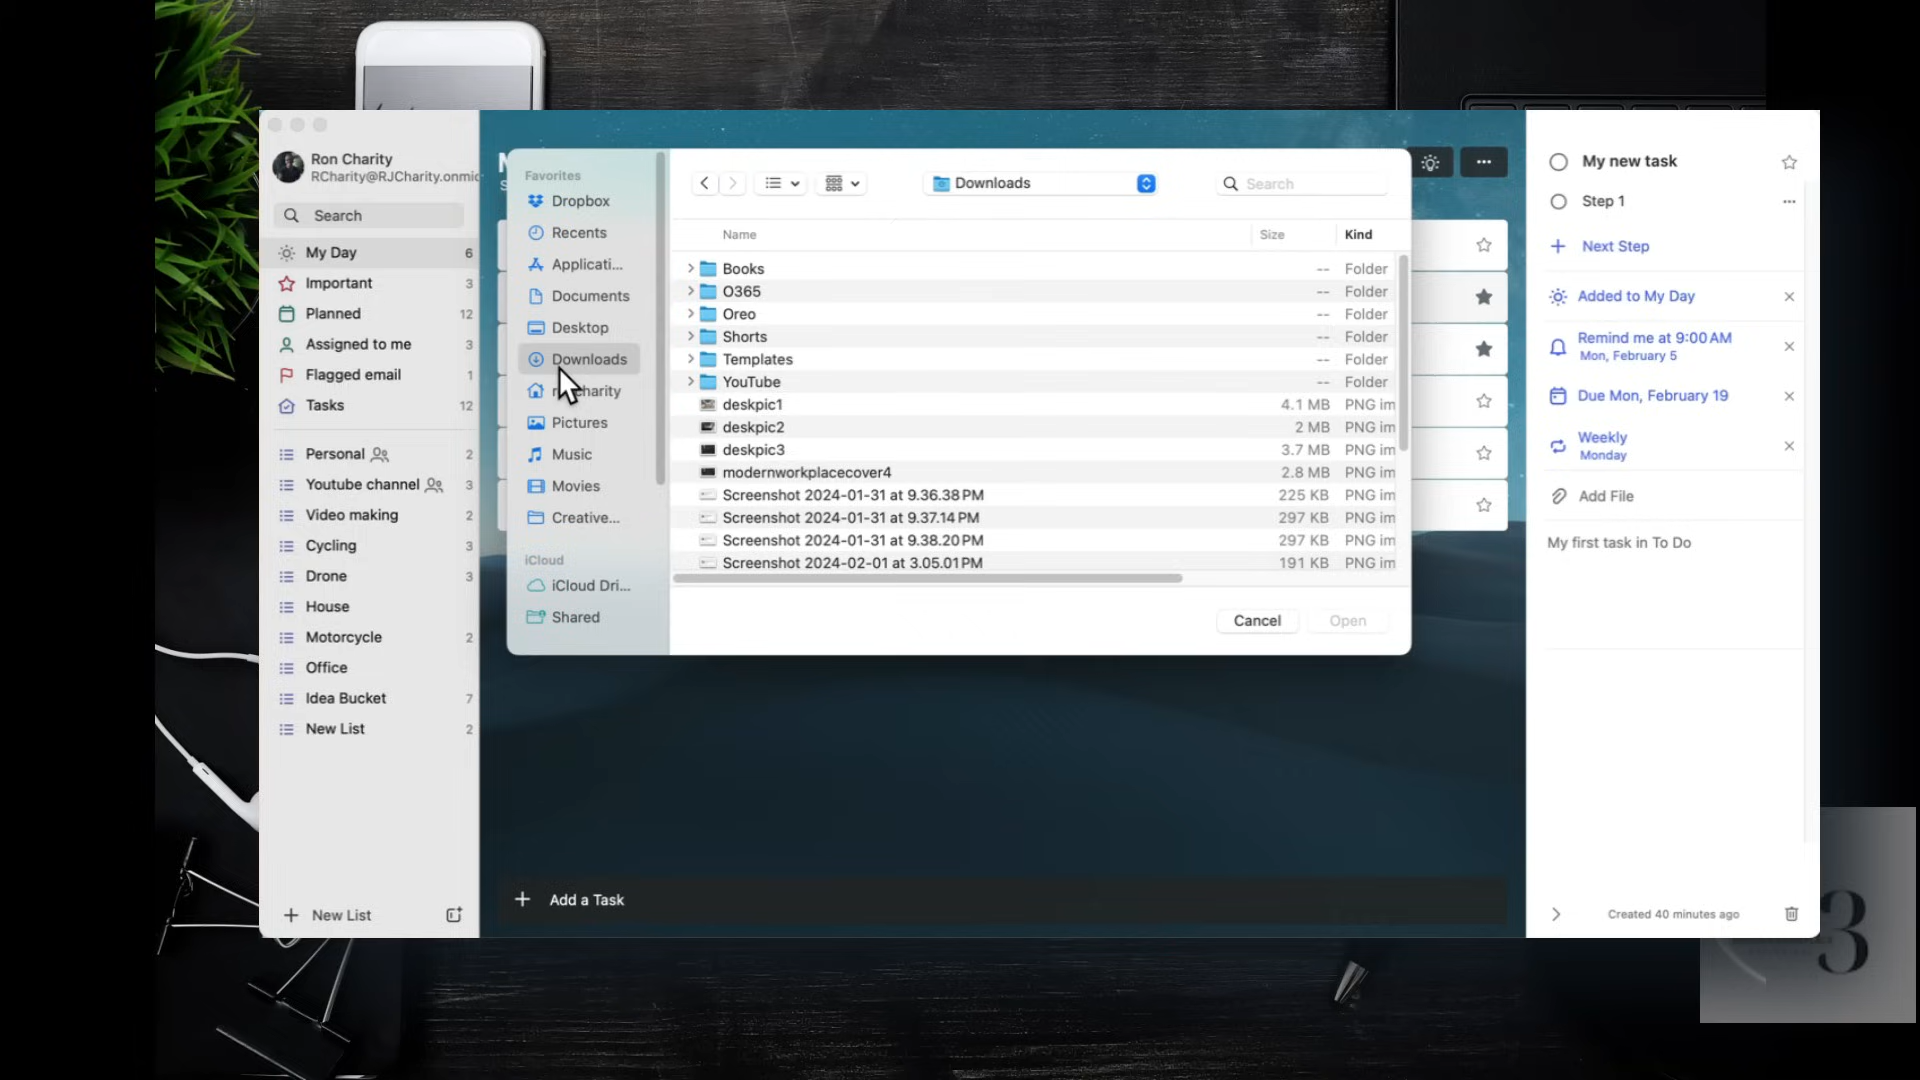 Ron Charity
RCharity@RJCharity.onmic
Search
My Day 6
Important 3
Planned 12
Assigned to me 3
Flagged email 1
Tasks 12
Personal 2
Youtube channel 3
Video making 2
Cycling 3
Drone 3
House
Motorcycle 2
Office
Idea Bucket 7
New List 2
New List
Favorites
Dropbox
Recents
Applicati...
Documents
Desktop
Downloads
charity
Pictures
Music
Movies
Creative...
iCloud
iCloud Dri...
Shared
Downloads
Search
Name Size Kind
Books -- Folder
O365 -- Folder
Oreo -- Folder
Shorts -- Folder
Templates -- Folder
YouTube -- Folder
deskpic1 4.1 MB PNG im
deskpic2 2 MB PNG im
deskpic3 3.7 MB PNG im
modernworkplacecover4 2.8 MB PNG im
Screenshot 2024-01-31 at 9.36.38 PM 225 KB PNG im
Screenshot 2024-01-31 at 9.37.14 PM 297 KB PNG im
Screenshot 2024-01-31 at 9.38.20 PM 297 KB PNG im
Screenshot 2024-02-01 at 3.05.01 PM 191 KB PNG im
Cancel Open
Add a Task
My new task
Step 1
Next Step
Added to My Day
Remind me at 9:00 AM
Mon, February 5
Due Mon, February 19
Weekly
Monday
Add File
My first task in To Do
Created 40 minutes ago
3